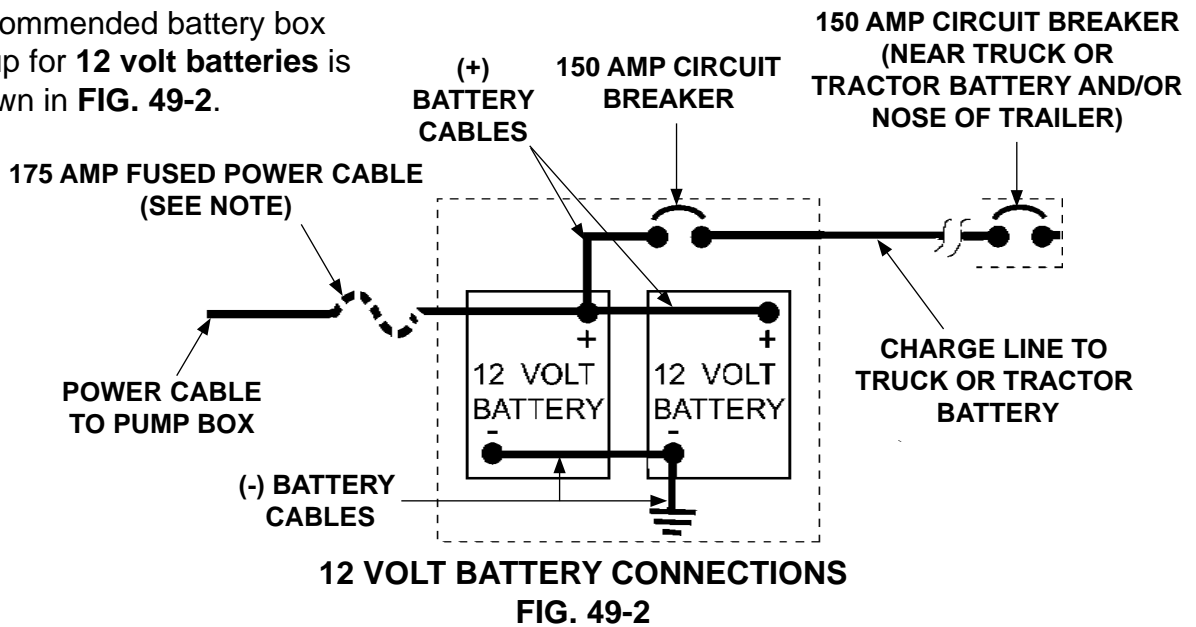 ommended battery box
up for 12 volt batteries is
wn in FIG. 49-2.
(+)
BATTERY
CABLES
150 AMP CIRCUIT
BREAKER
150 AMP CIRCUIT BREAKER
(NEAR TRUCK OR
TRACTOR BATTERY AND/OR
NOSE OF TRAILER)
175 AMP FUSED POWER CABLE
(SEE NOTE)
+
12 VOLT
BATTERY
-
+
12 VOLT
BATTERY
-
POWER CABLE
TO PUMP BOX
CHARGE LINE TO
TRUCK OR TRACTOR
BATTERY
(-) BATTERY
CABLES
12 VOLT BATTERY CONNECTIONS
FIG. 49-2